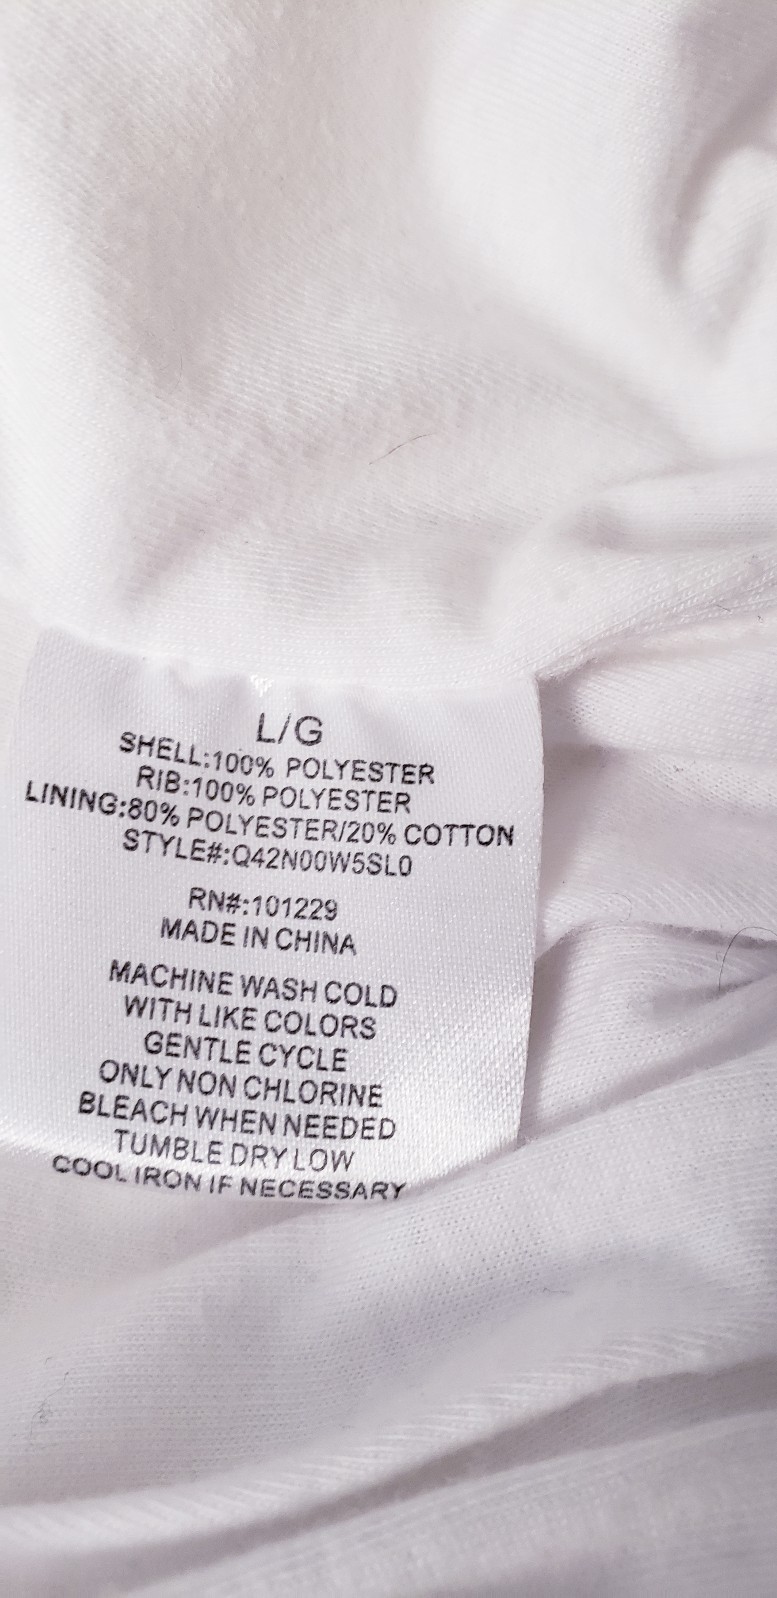 L/G
SHELL:100% POLYESTER
RIB:100% POLYESTER
LINING:80% POLYESTER/20% COTTON
STYLE#:Q42N00W5SL0
RN#:101229
MADE IN CHINA
MACHINE WASH COLD
WITH LIKE COLORS
GENTLE CYCLE
ONLY NON CHLORINE
BLEACH WHEN NEEDED
TUMBLE DRY LOW
COOL IRON IF NECESSARY